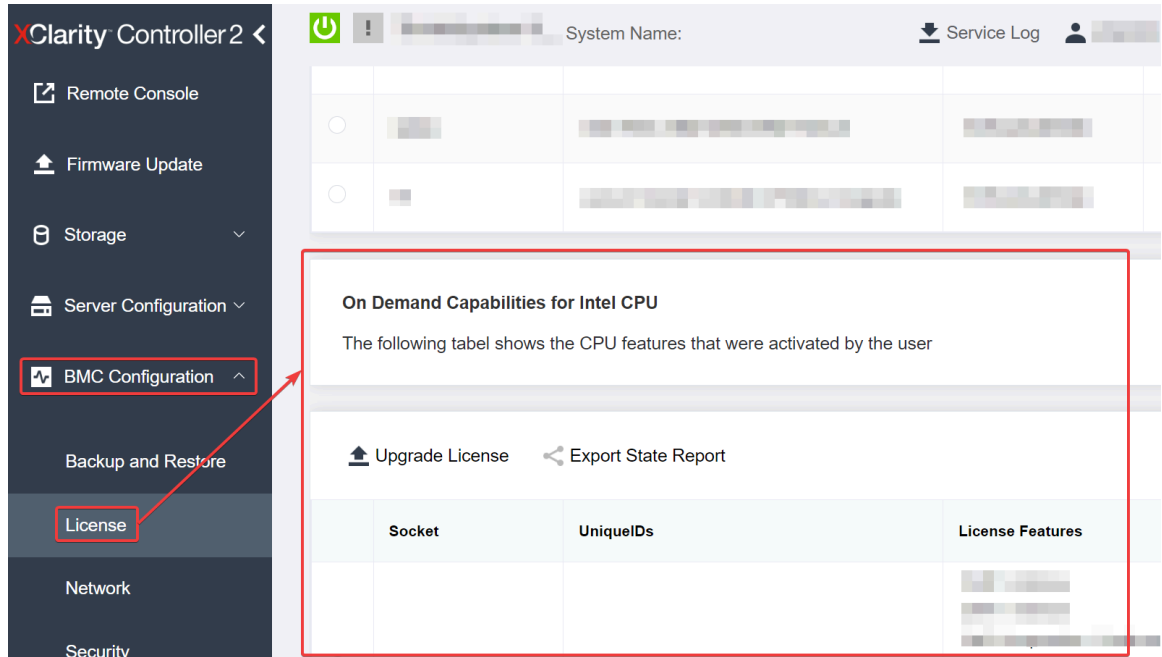 XClarity Controller 2
System Name:
Service Log
Remote Console
Firmware Update
Storage
Server Configuration
BMC Configuration
Backup and Restore
License
Network
Security
On Demand Capabilities for Intel CPU
The following tabel shows the CPU features that were activated by the user
Upgrade License
Export State Report
Socket
UniqueIDs
License Features